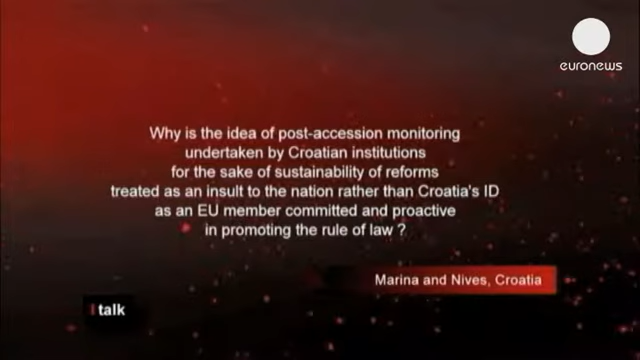 euronews
Why is the idea of post-accession monitoring
undertaken by Croatian institutions
for the sake of sustainability of reforms
treated as an insult to the nation rather than Croatia's ID
as an EU member committed and proactive
in promoting the rule of law ?
Marina and Nives, Croatia
I talk